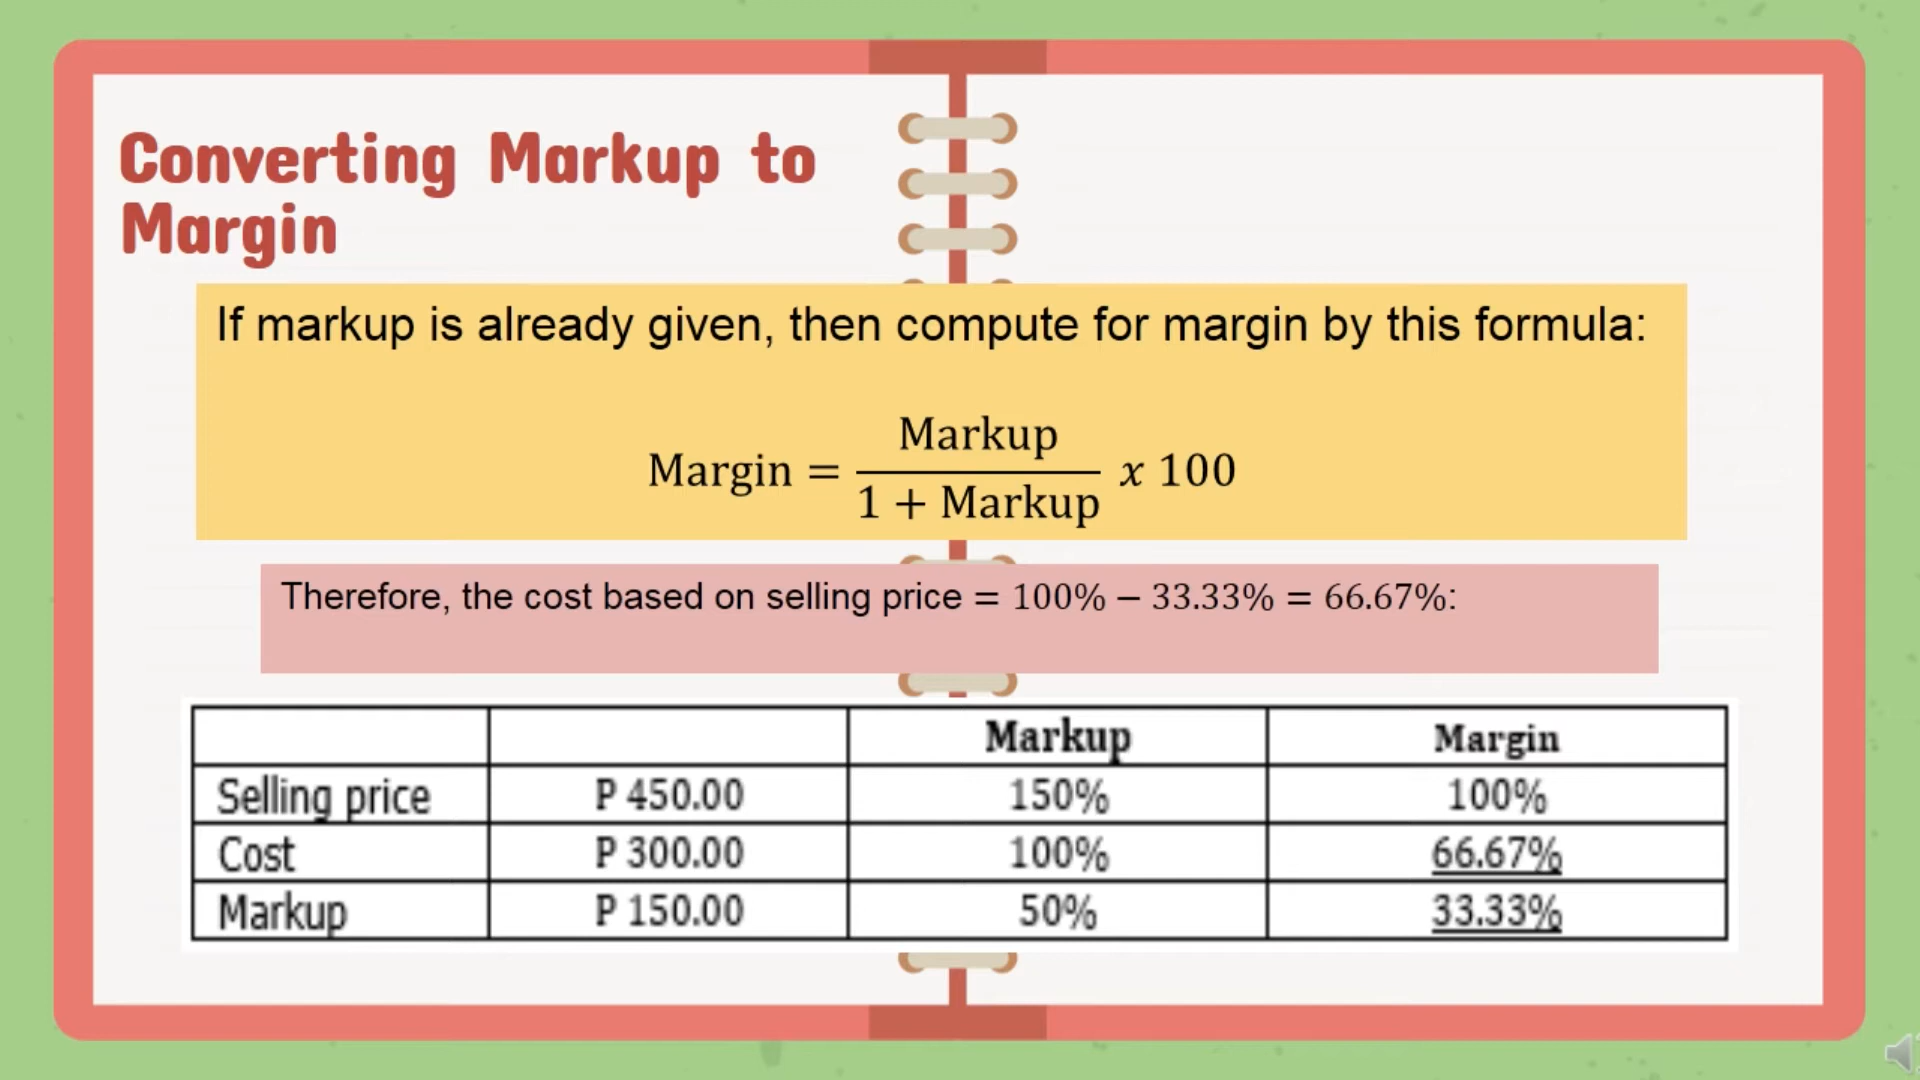 Converting Markup to
Margin
If markup is already given, then compute for margin by this formula:
Margin = Markup / 1 + Markup x 100
Therefore, the cost based on selling price = 100% − 33.33% = 66.67%:
Markup Margin
Selling price P 450.00 150% 100%
Cost P 300.00 100% 66.67%
Markup P 150.00 50% 33.33%